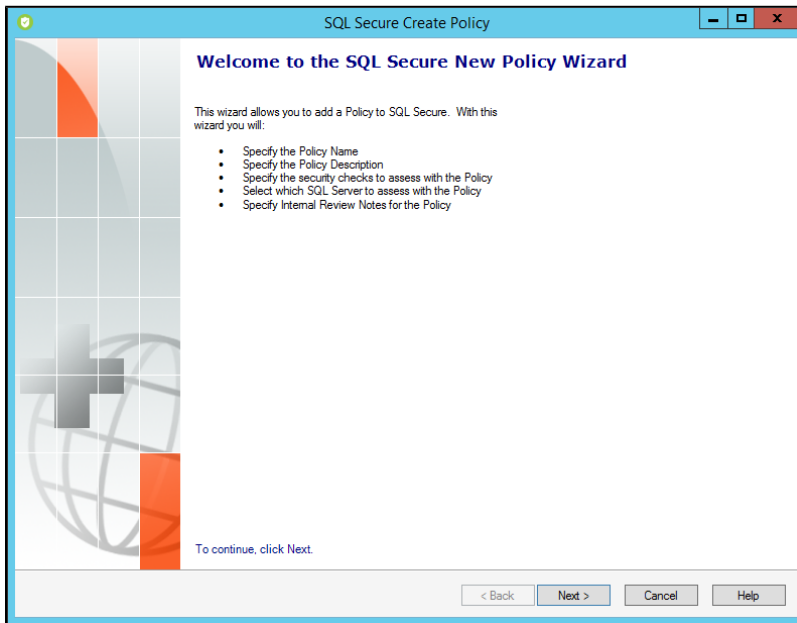 SQL Secure Create Policy
Welcome to the SQL Secure New Policy Wizard
This wizard allows you to add a Policy to SQL Secure. With this
wizard you will:
• Specify the Policy Name
• Specify the Policy Description
• Specify the security checks to assess with the Policy
• Select which SQL Server to assess with the Policy
• Specify Internal Review Notes for the Policy
To continue, click Next.
< Back Next > Cancel Help